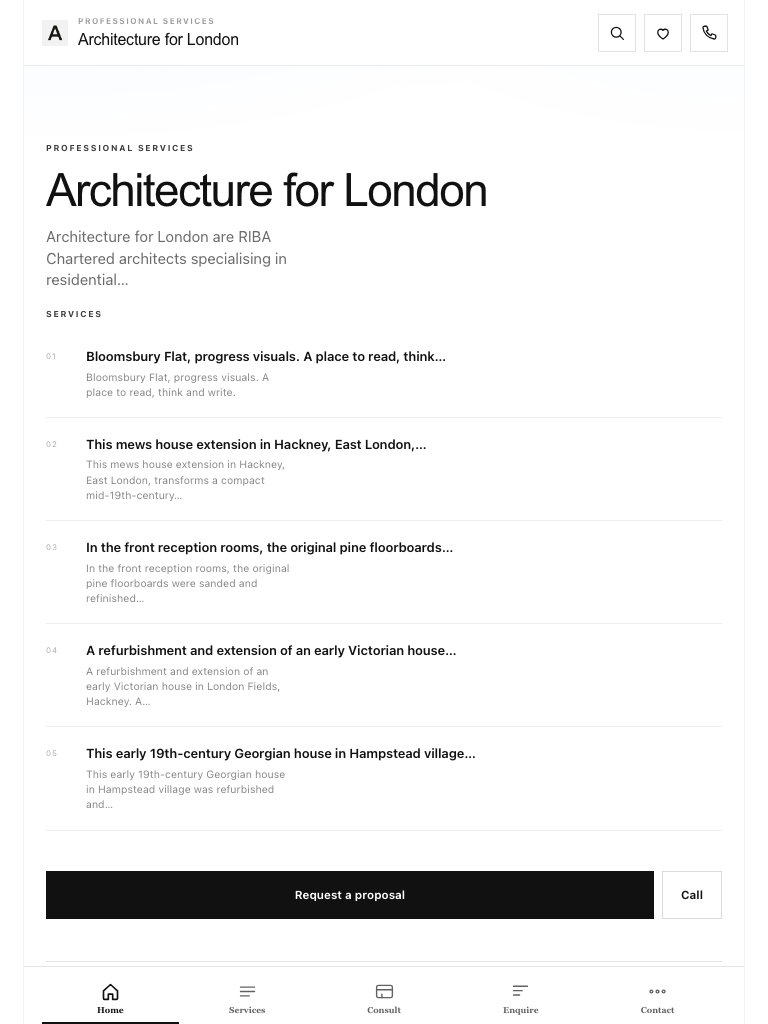 PROFESSIONAL SERVICES
A
Architecture for London
PROFESSIONAL SERVICES
Architecture for London
Architecture for London are RIBA
Chartered architects specialising in
residential...
SERVICES
01
Bloomsbury Flat, progress visuals. A place to read, think...
Bloomsbury Flat, progress visuals. A
place to read, think and write.
02
This mews house extension in Hackney, East London,...
This mews house extension in Hackney,
East London, transforms a compact
mid-19th-century...
03
In the front reception rooms, the original pine floorboards...
In the front reception rooms, the original
pine floorboards were sanded and
refinished...
04
A refurbishment and extension of an early Victorian house...
A refurbishment and extension of an
early Victorian house in London Fields,
Hackney. A...
05
This early 19th-century Georgian house in Hampstead village...
This early 19th-century Georgian house
in Hampstead village was refurbished
and...
Request a proposal
Call
Home
Services
Consult
Enquire
Contact